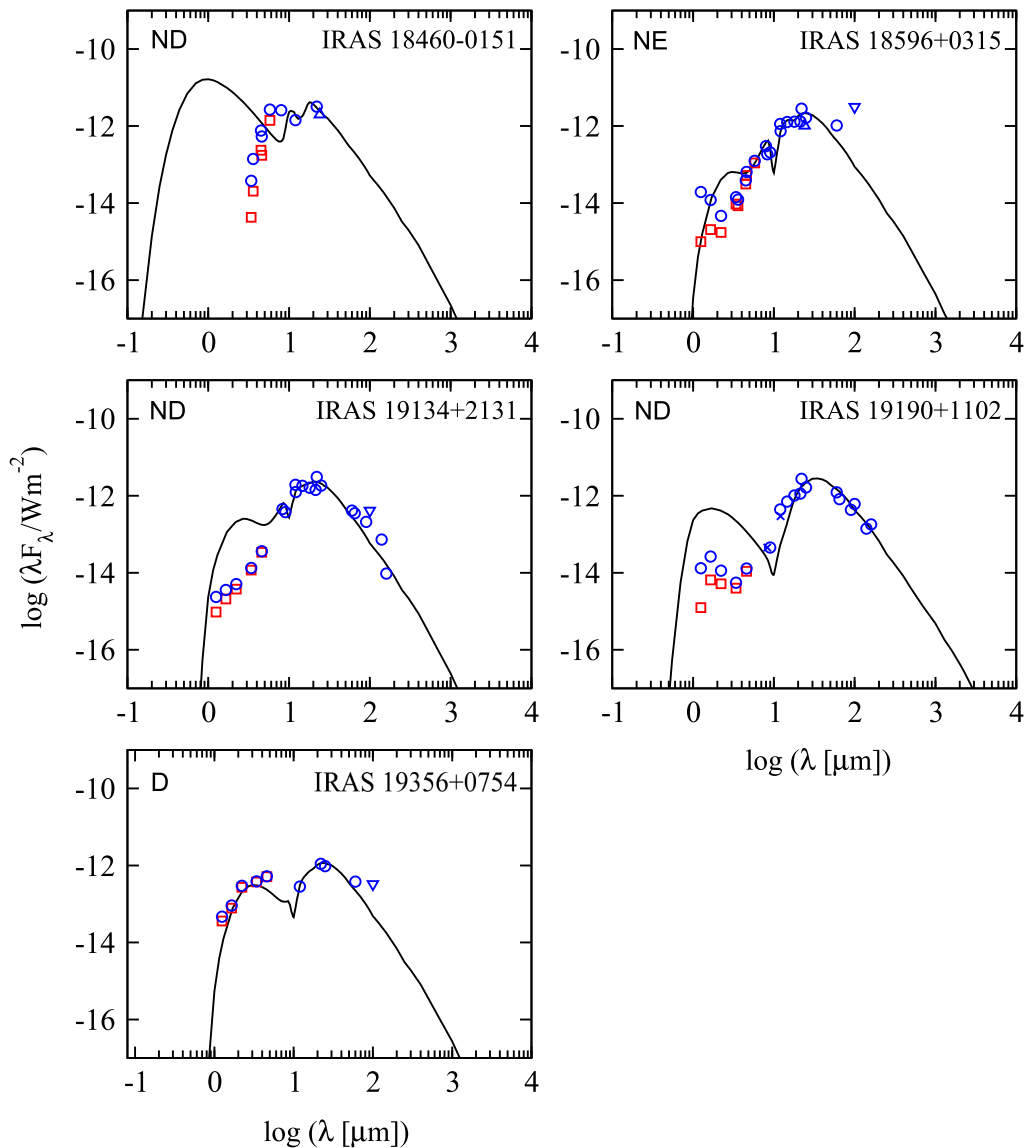 ND IRAS 18460-0151
-10
-12
-14
-16
-1 0 1 2 3 4
NE IRAS 18596+0315
-10
-12
-14
-16
-1 0 1 2 3 4
ND IRAS 19134+2131
-10
-12
-14
-16
-1 0 1 2 3 4
ND IRAS 19190+1102
-10
-12
-14
-16
-1 0 1 2 3 4
log (λ [μm])
log (λF_λ/Wm⁻²)
D IRAS 19356+0754
-10
-12
-14
-16
-1 0 1 2 3 4
log (λ [μm])